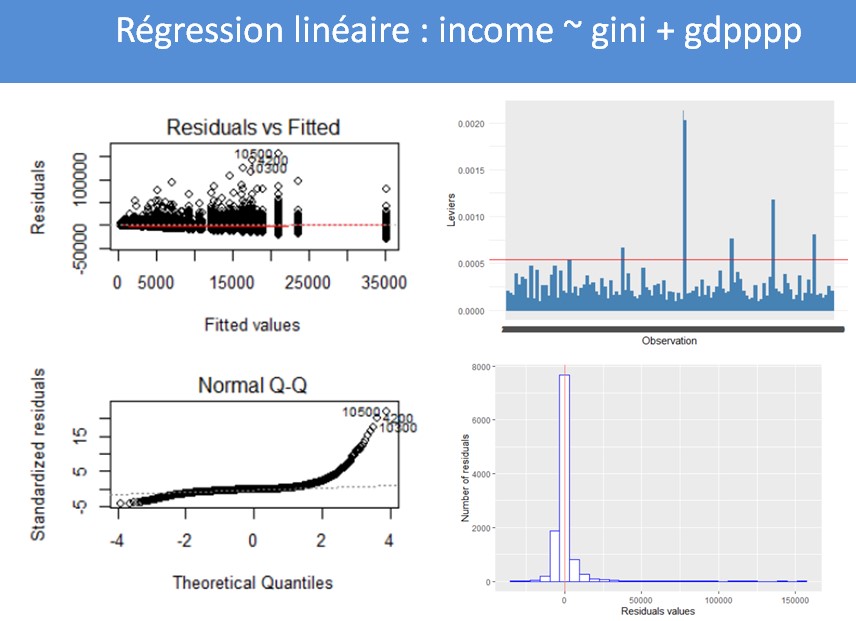 Régression linéaire : income ~ gini + gdpppp
Residuals vs Fitted
Residuals
100000
-50000
10500
4200
10300
0 5000 15000 25000 35000
Fitted values
Leviers
0.0020
0.0015
0.0010
0.0005
0.0000
Observation
Normal Q-Q
Standardized residuals
15
5
-5
10500
4200
10300
-4 -2 0 2 4
Theoretical Quantiles
Number of residuals
8000
6000
4000
2000
0
0 50000 100000 150000
Residuals values